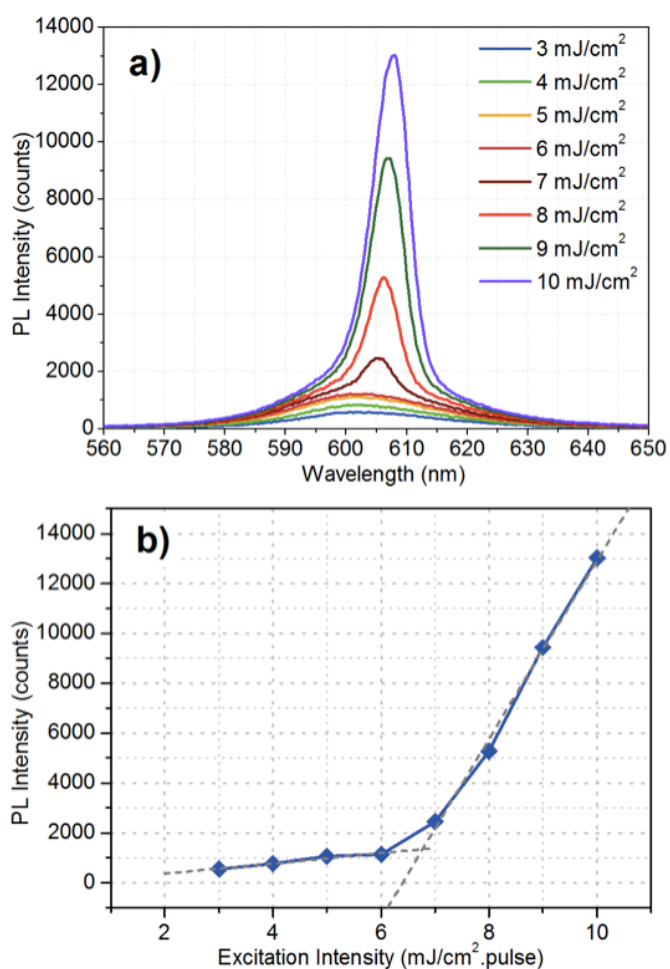 a)
PL Intensity (counts)
14000
12000
10000
8000
6000
4000
2000
0
3 mJ/cm²
4 mJ/cm²
5 mJ/cm²
6 mJ/cm²
7 mJ/cm²
8 mJ/cm²
9 mJ/cm²
10 mJ/cm²
560 570 580 590 600 610 620 630 640 650
Wavelength (nm)
b)
PL Intensity (counts)
14000
12000
10000
8000
6000
4000
2000
0
2 4 6 8 10
Excitation Intensity (mJ/cm².pulse)